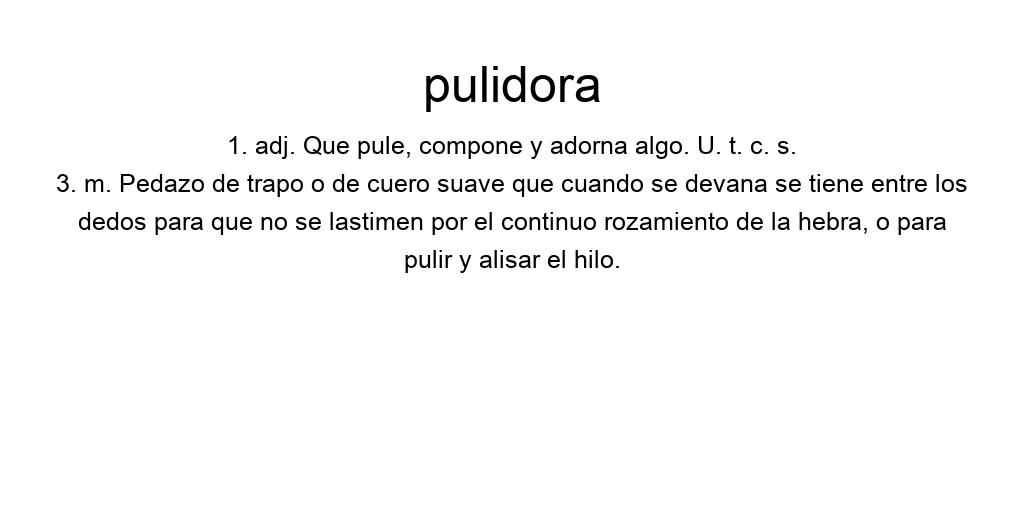 pulidora
1. adj. Que pule, compone y adorna algo. U. t. c. s.
3. m. Pedazo de trapo o de cuero suave que cuando se devana se tiene entre los
dedos para que no se lastimen por el continuo rozamiento de la hebra, o para
pulir y alisar el hilo.